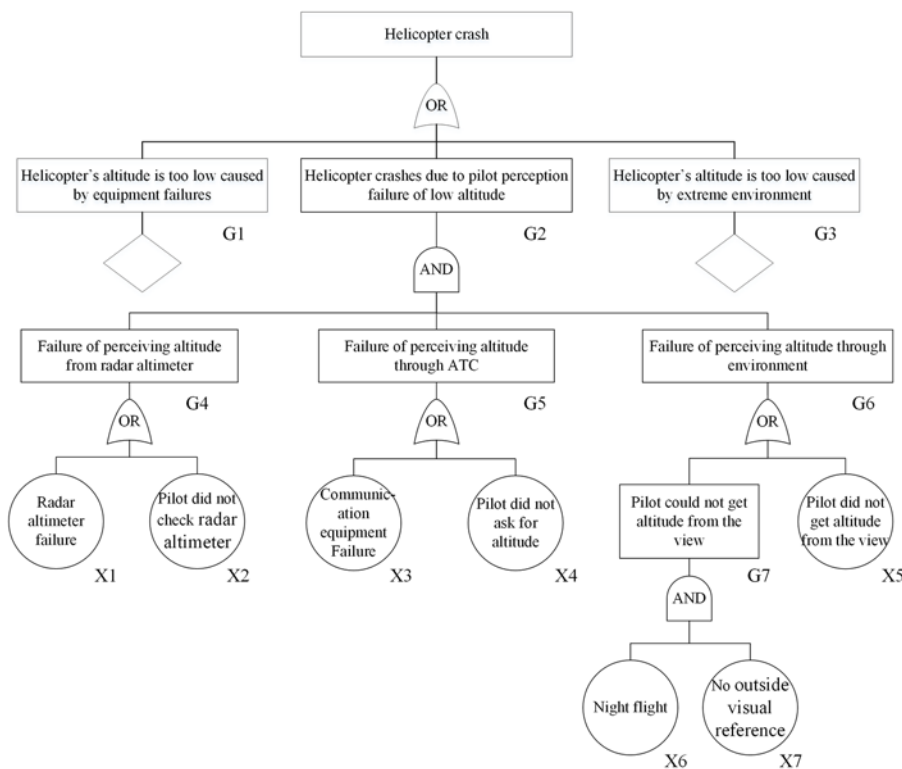 Helicopter crash
OR
Helicopter's altitude is too low caused
by equipment failures
G1
Helicopter crashes due to pilot perception
failure of low altitude
G2
Helicopter's altitude is too low caused
by extreme environment
G3
AND
Failure of perceiving altitude
from radar altimeter
G4
Failure of perceiving altitude
through ATC
G5
Failure of perceiving altitude through
environment
G6
OR
OR
OR
Radar
altimeter
failure
X1
Pilot did not
check radar
altimeter
X2
Communic-
ation
equipment
Failure
X3
Pilot did not
ask for
altitude
X4
Pilot could not get
altitude from the
view
G7
Pilot did not
get altitude
from the view
X5
AND
Night flight
X6
No outside
visual
reference
X7